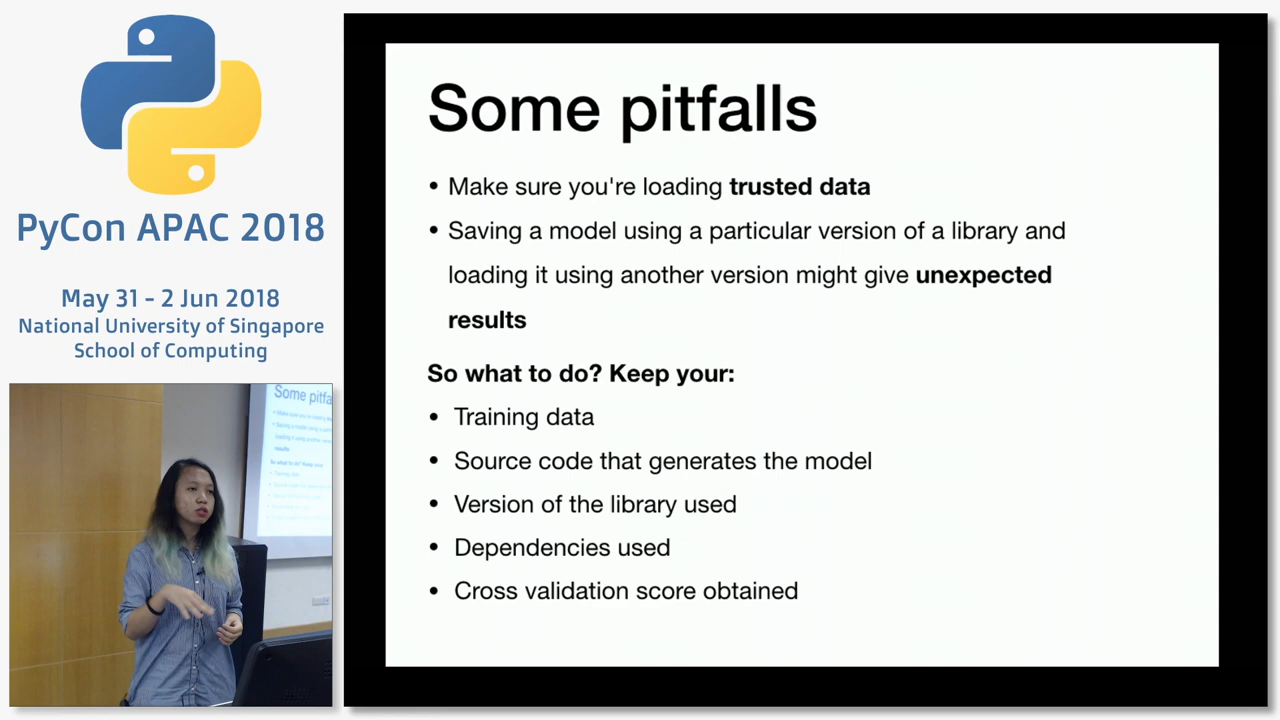 PyCon APAC 2018
May 31 - 2 Jun 2018
National University of Singapore
School of Computing
Some pitfalls
• Make sure you're loading trusted data
• Saving a model using a particular version of a library and
loading it using another version might give unexpected
results
So what to do? Keep your:
• Training data
• Source code that generates the model
• Version of the library used
• Dependencies used
• Cross validation score obtained
Some pitfa